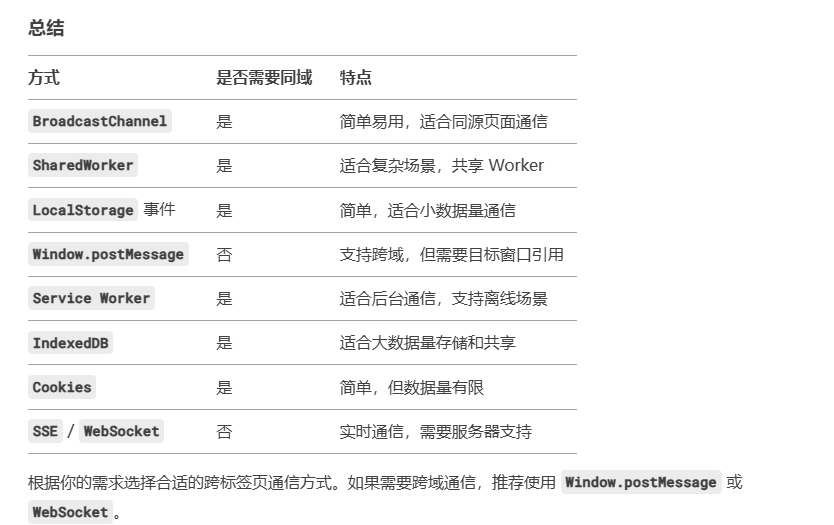 总结
方式 是否需要同域 特点
BroadcastChannel 是 简单易用，适合同源页面通信
SharedWorker 是 适合复杂场景，共享 Worker
LocalStorage 事件 是 简单，适合小数据量通信
Window.postMessage 否 支持跨域，但需要目标窗口引用
Service Worker 是 适合后台通信，支持离线场景
IndexedDB 是 适合大数据量存储和共享
Cookies 是 简单，但数据量有限
SSE / WebSocket 否 实时通信，需要服务器支持
根据你的需求选择合适的跨标签页通信方式。如果需要跨域通信，推荐使用 Window.postMessage 或
WebSocket。